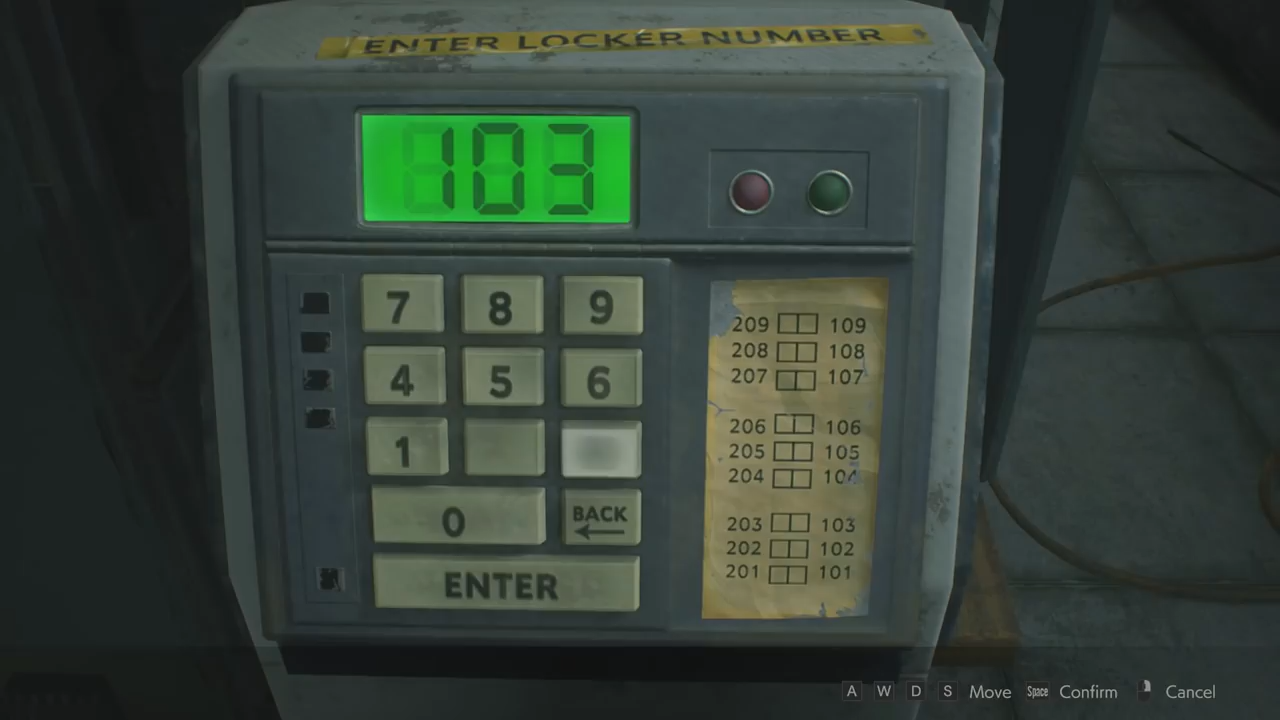 ENTER LOCKER NUMBER
103
7 8 9
4 5 6
1
0 BACK
ENTER
209 109
208 108
207 107
206 106
205 105
204 104
203 103
202 102
201 101
A W D S Move Space Confirm Cancel